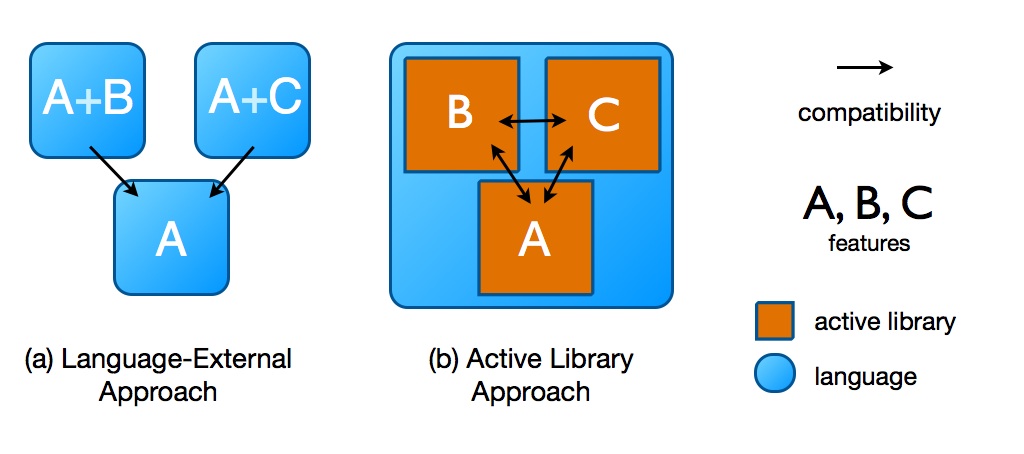 A+B
A+C
A
B
C
A
compatibility
A, B, C
features
active library
language
(a) Language-External
Approach
(b) Active Library
Approach